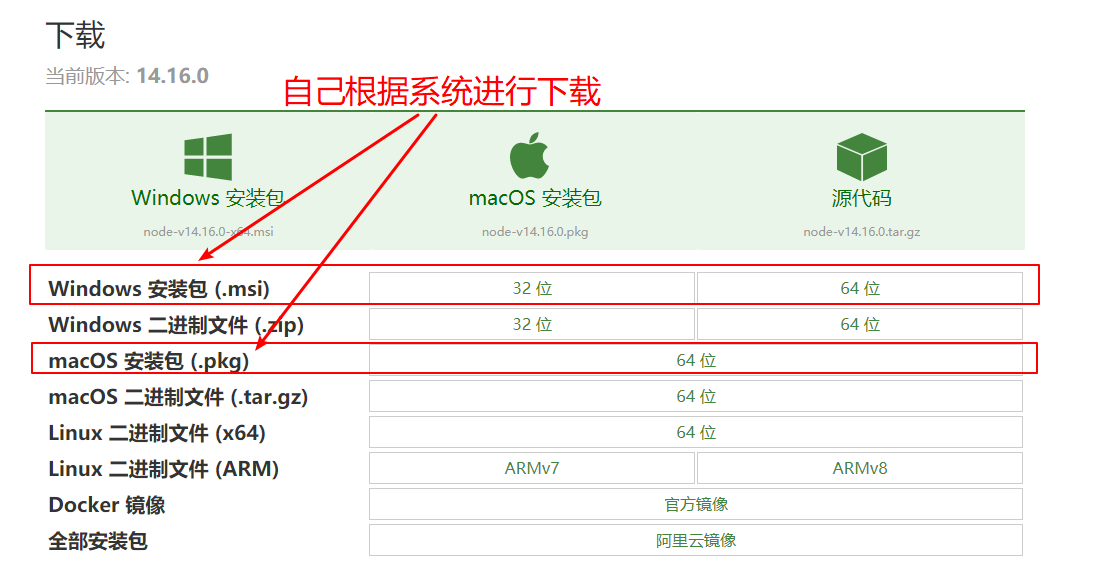 下载
当前版本: 14.16.0
自己根据系统进行下载
Windows 安装包
macOS 安装包
源代码
node-v14.16.0-x64.msi
node-v14.16.0.pkg
node-v14.16.0.tar.gz
Windows 安装包 (.msi) 32 位 64 位
Windows 二进制文件 (.zip) 32 位 64 位
macOS 安装包 (.pkg) 64 位
macOS 二进制文件 (.tar.gz) 64 位
Linux 二进制文件 (x64) 64 位
Linux 二进制文件 (ARM) ARMv7 ARMv8
Docker 镜像 官方镜像
全部安装包 阿里云镜像